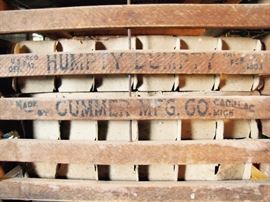 HUMPTY DUMPTY
MADE BY CUMMER MFG. CO. CADILLAC MICH